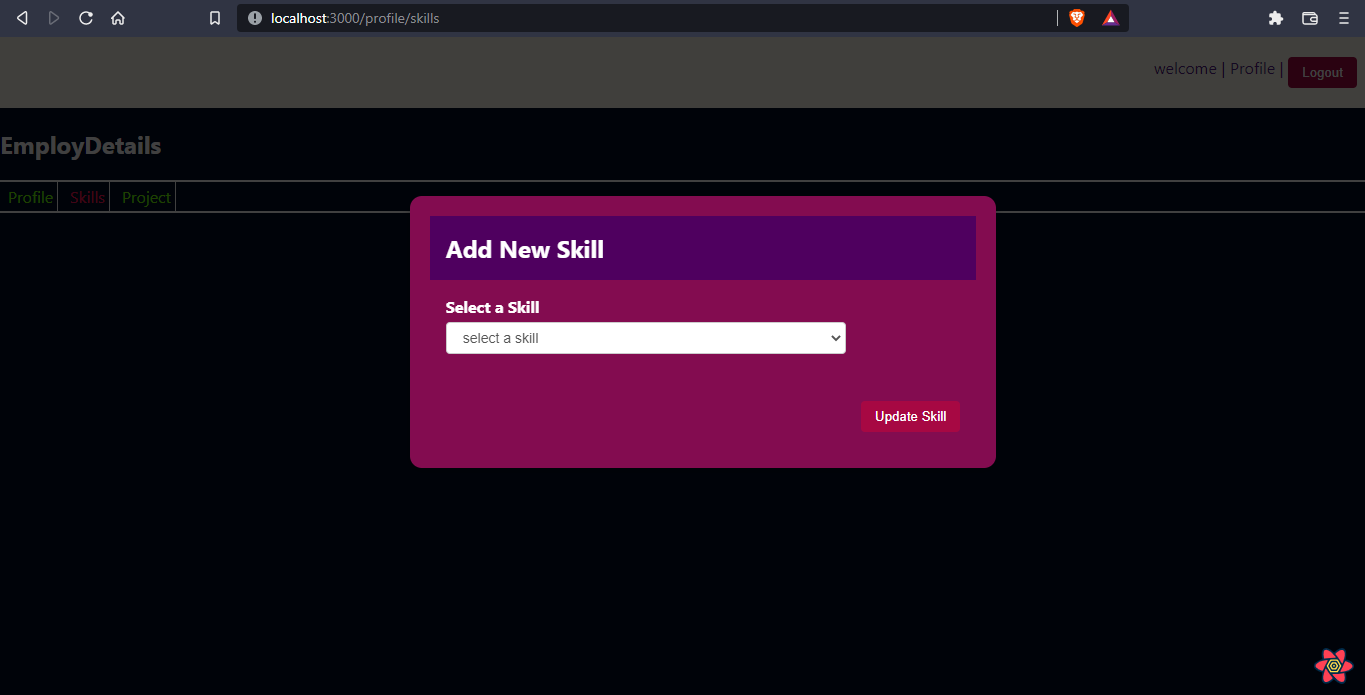 localhost:3000/profile/skills
welcome | Profile | Logout
EmployDetails
Profile Skills Project
Add New Skill
Select a Skill
select a skill
Update Skill